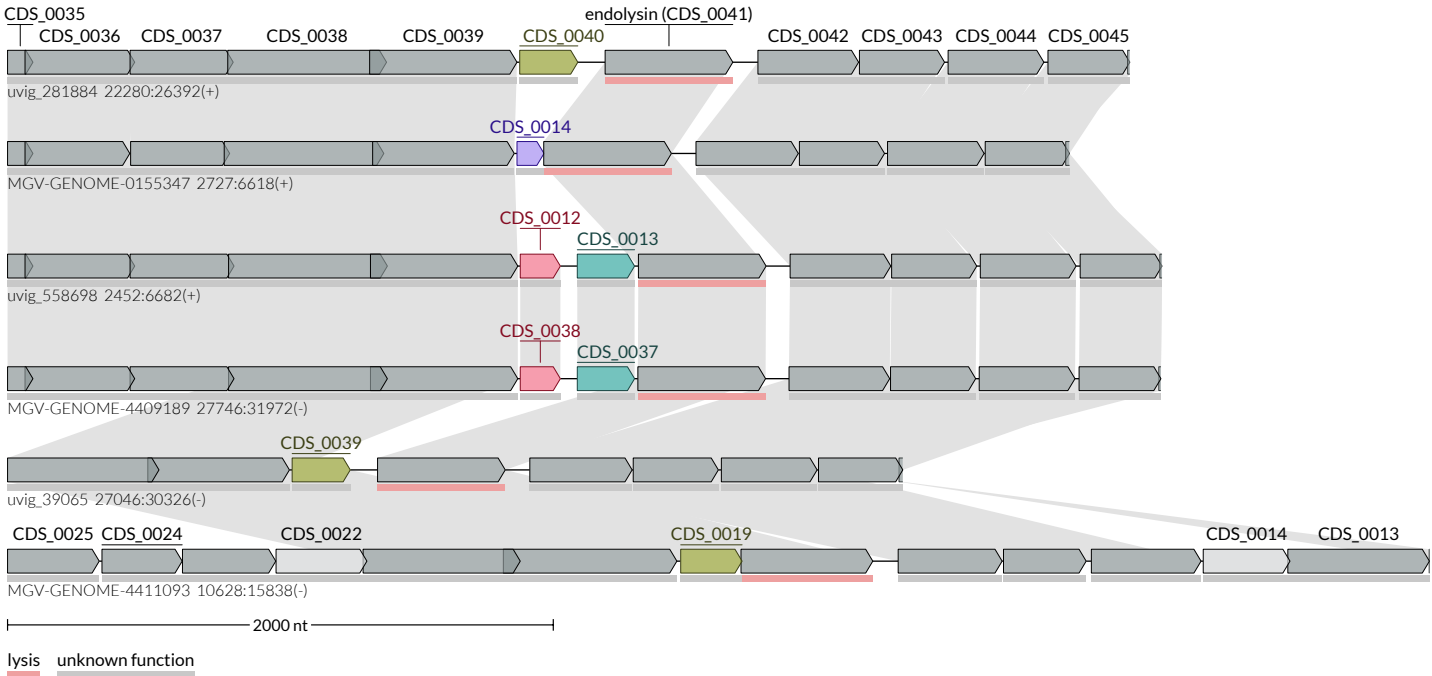 CDS_0035 endolysin (CDS_0041)
CDS_0036 CDS_0037 CDS_0038 CDS_0039 CDS_0040 CDS_0042 CDS_0043 CDS_0044 CDS_0045
uvig_281884 22280:26392(+)
CDS_0014
MGV-GENOME-0155347 2727:6618(+)
CDS_0012
CDS_0013
uvig_558698 2452:6682(+)
CDS_0038
CDS_0037
MGV-GENOME-4409189 27746:31972(-)
CDS_0039
uvig_39065 27046:30326(-)
CDS_0025 CDS_0024 CDS_0022 CDS_0019 CDS_0014 CDS_0013
MGV-GENOME-4411093 10628:15838(-)
2000 nt
lysis unknown function